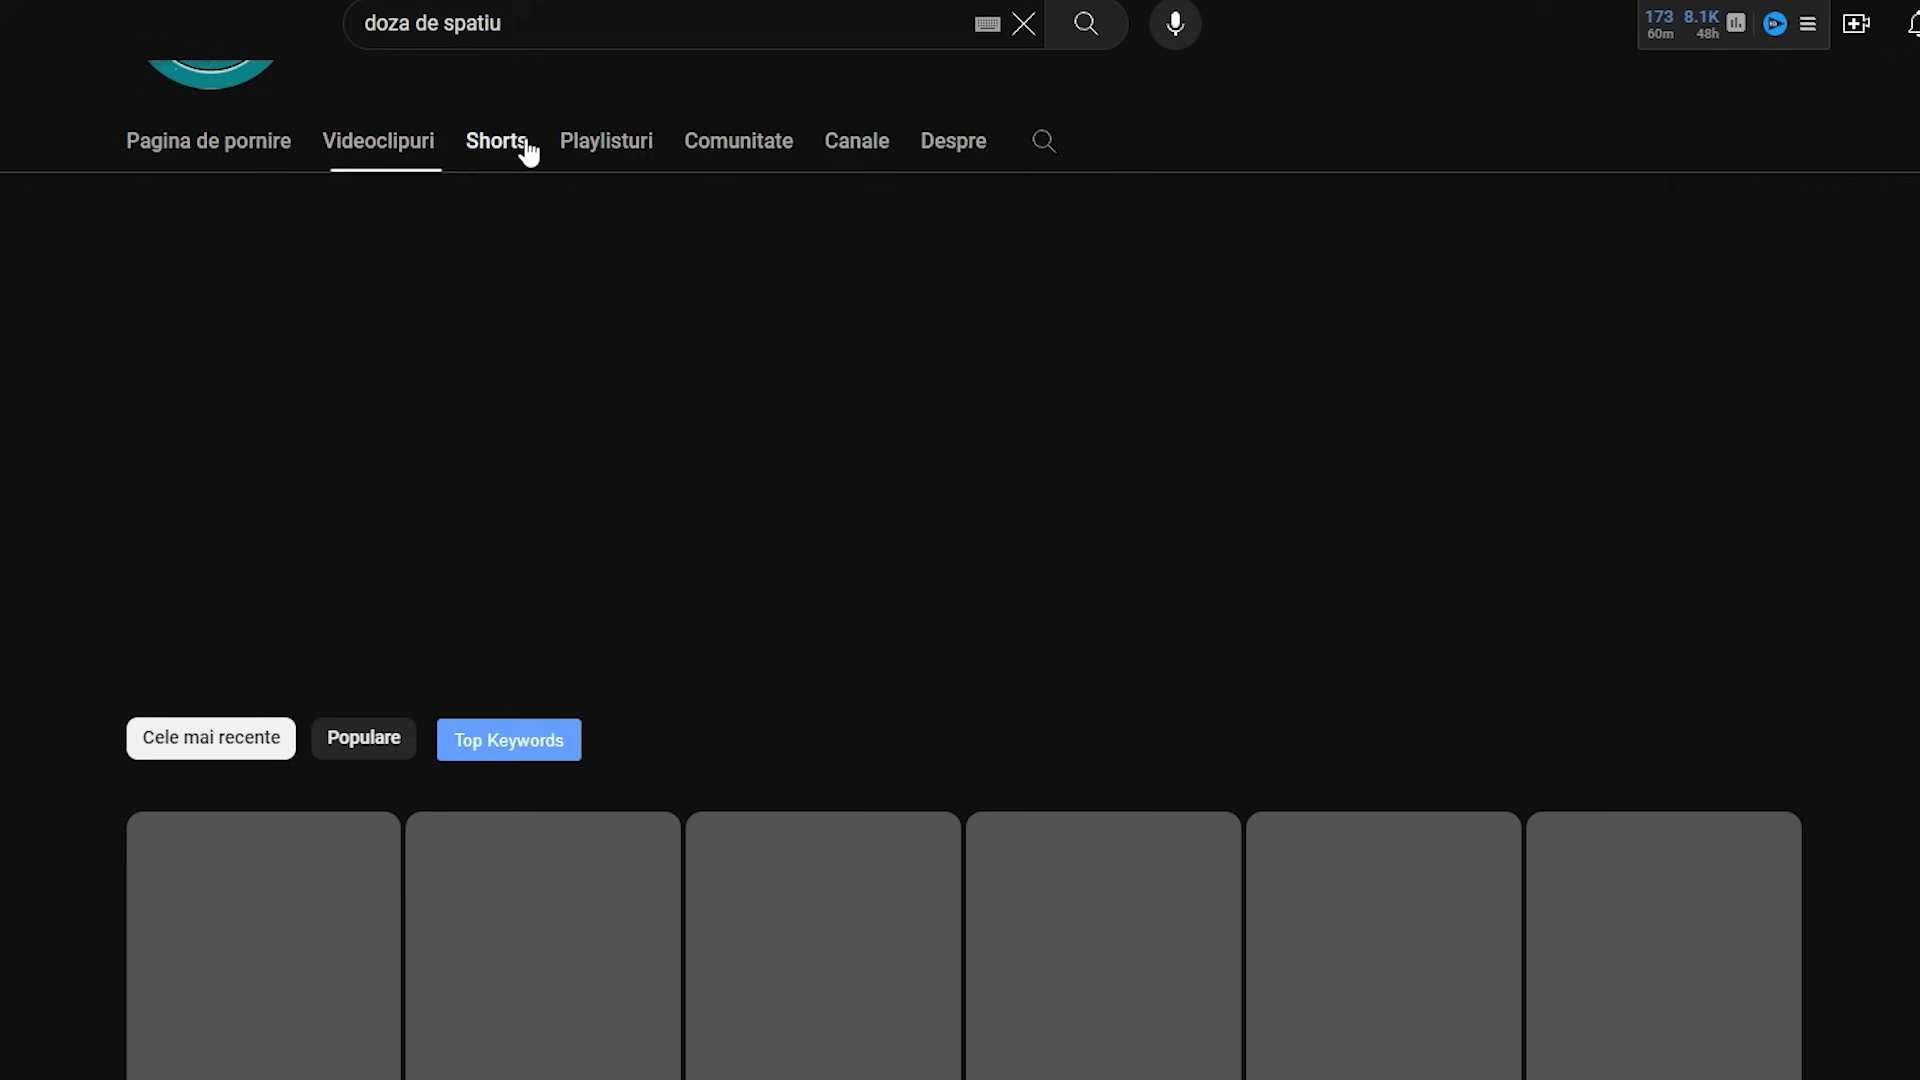 doza de spatiu
173 8.1K
60m 48h
Pagina de pornire Videoclipuri Shorts Playlisturi Comunitate Canale Despre
Cele mai recente Populare Top Keywords